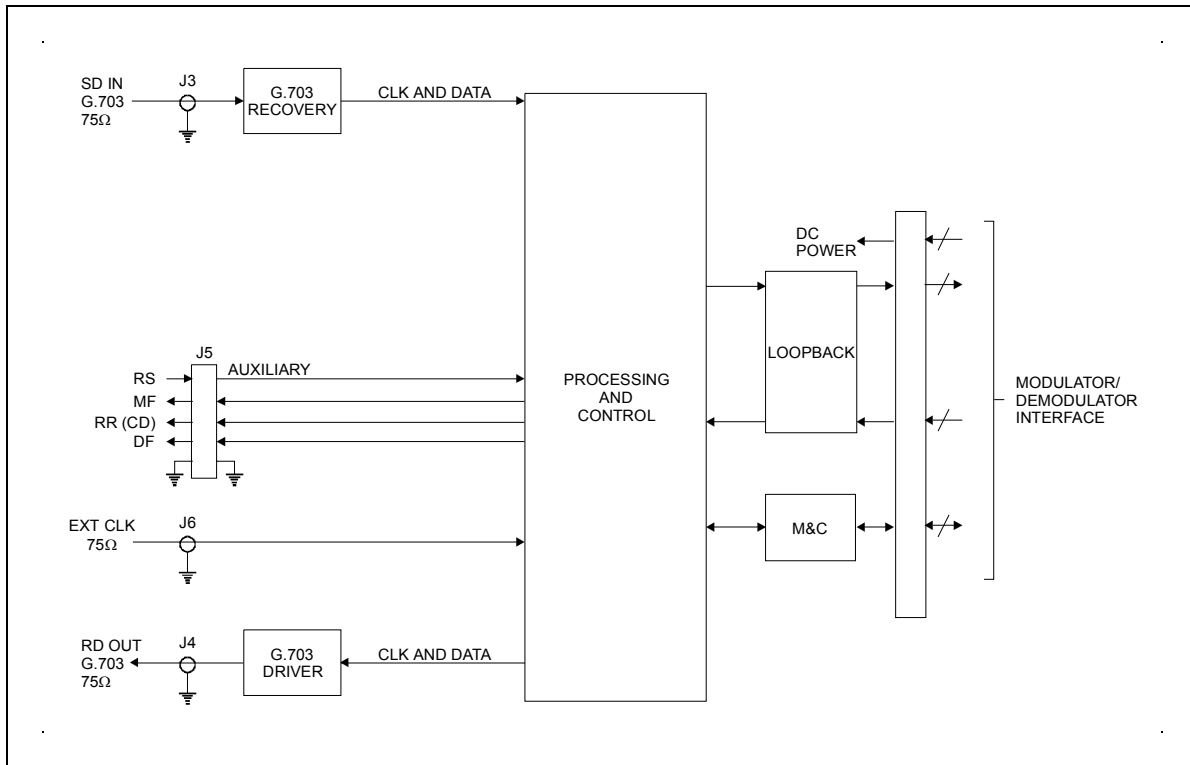 SD IN
G.703
75Ω
J3
G.703
RECOVERY
CLK AND DATA
DC
POWER
LOOPBACK
J5
AUXILIARY
RS
MF
RR (CD)
DF
PROCESSING
AND
CONTROL
MODULATOR/
DEMODULATOR
INTERFACE
EXT CLK
75Ω
J6
M&C
RD OUT
G.703
75Ω
J4
G.703
DRIVER
CLK AND DATA